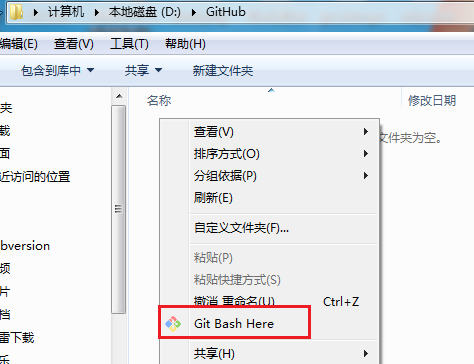 计算机 ▸ 本地磁盘 (D:) ▸ GitHub
编辑(E) 查看(V) 工具(T) 帮助(H)
包含到库中 共享 新建文件夹
名称 修改日期
夹
载
面
近访问的位置
bversion
频
片
档
雷下载
乐
文件夹为空。
查看(V)
排序方式(O)
分组依据(P)
刷新(E)
自定义文件夹(F)...
粘贴(P)
粘贴快捷方式(S)
撤消 重命名(U) Ctrl+Z
Git Bash Here
共享(H)